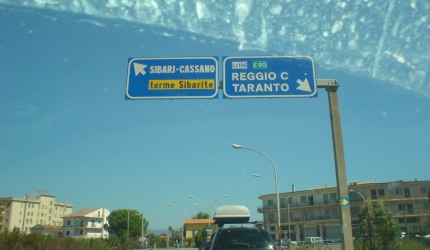 SIBARI-CASSANO
terme Sibarite
E 90
REGGIO C
TARANTO